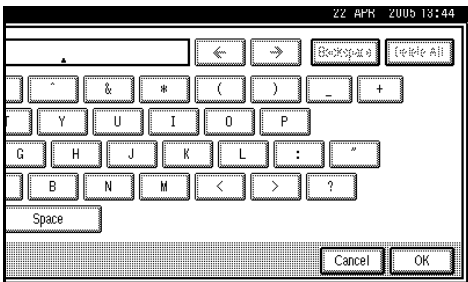 22 APR 2005 13:44
← → Backspace Delete All
^ & * ( ) _ +
T Y U I O P
G H J K L : "
B N M < > ?
Space
Cancel OK